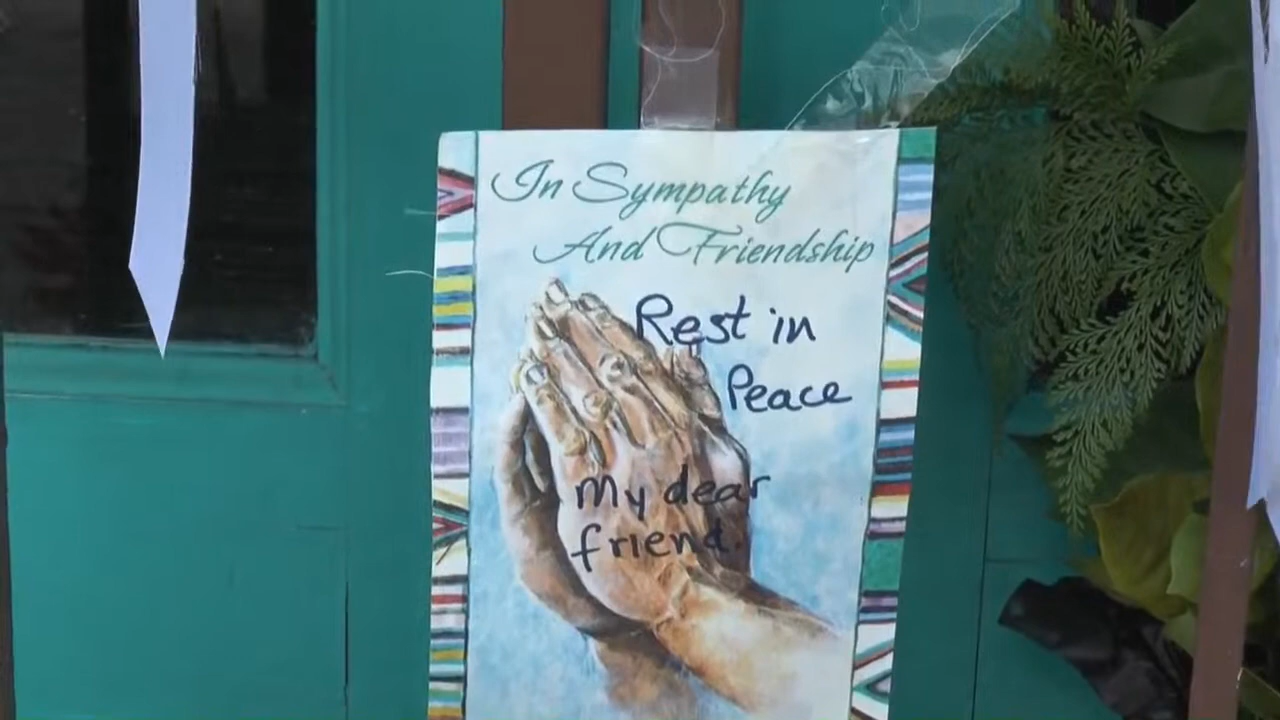 In Sympathy
And Friendship
Rest in
Peace
My dear
friend.